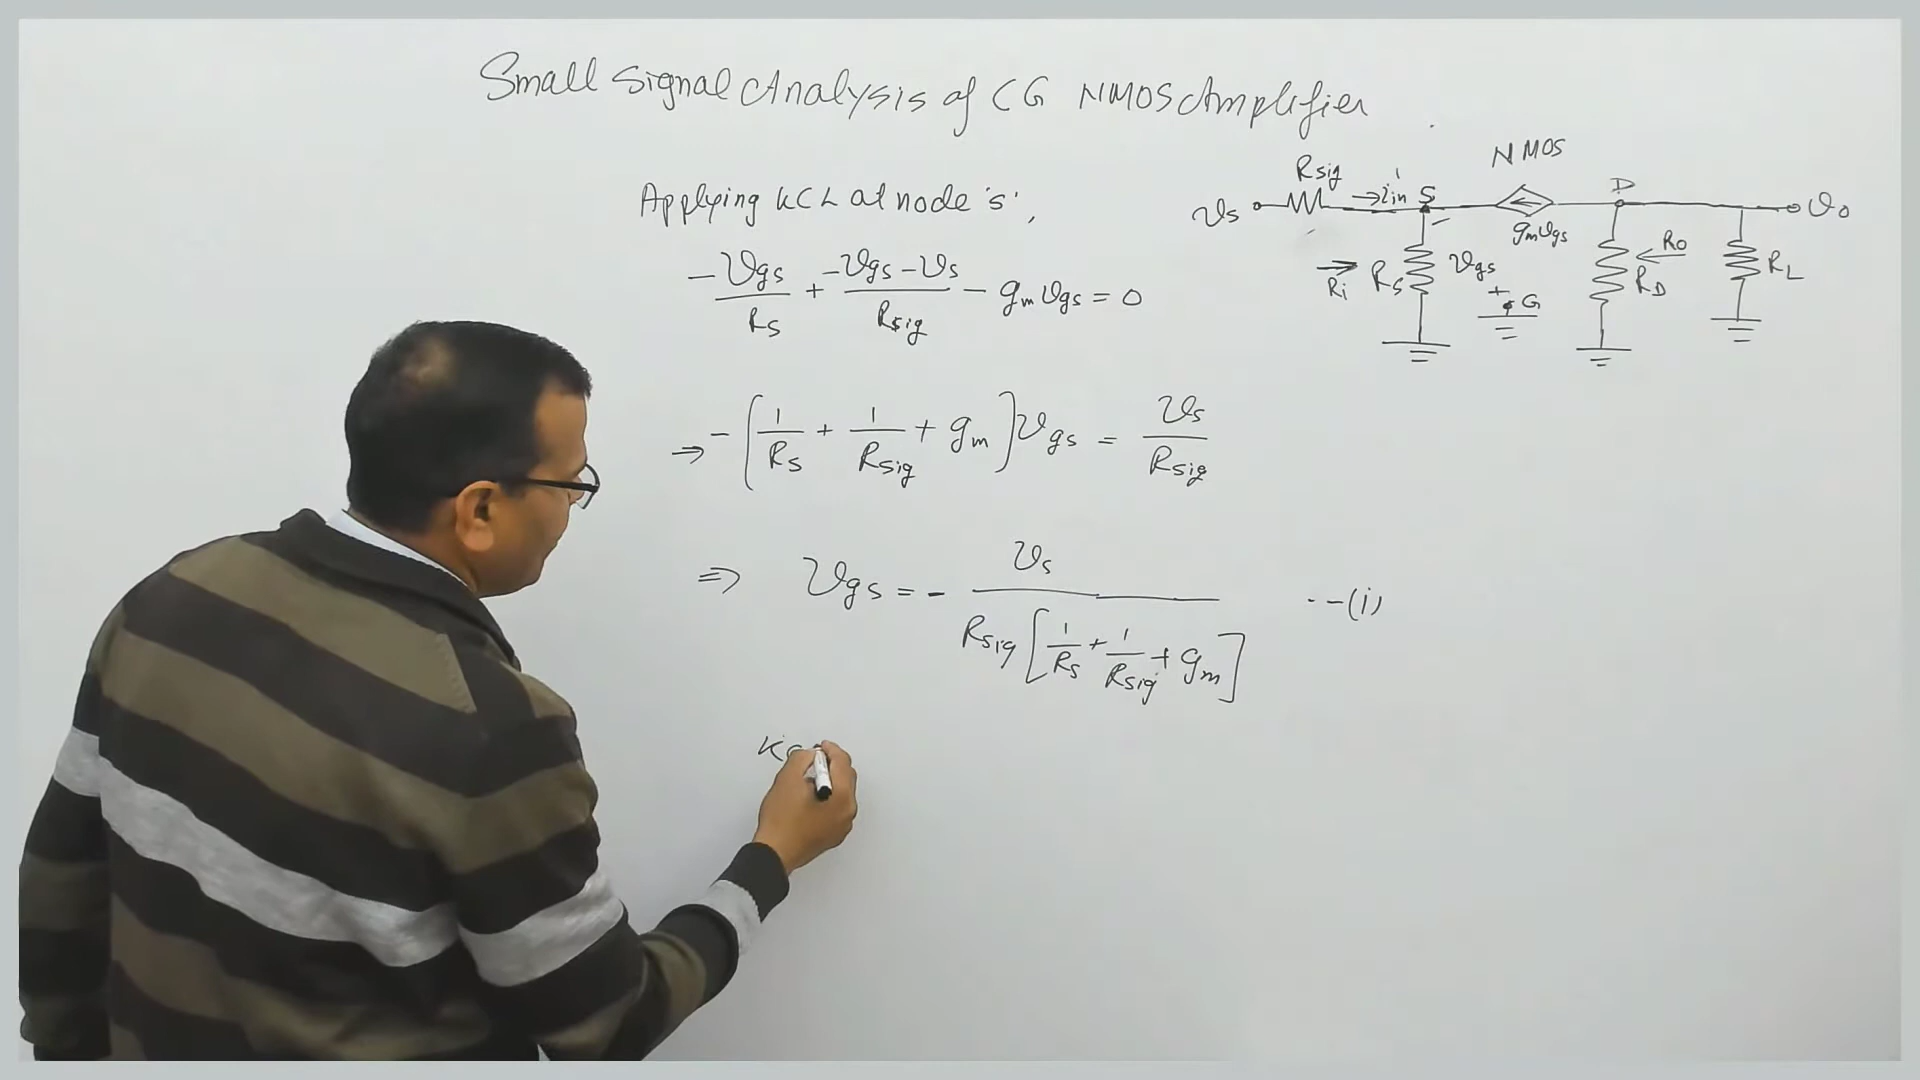 Small Signal Analysis of CG NMOS Amplifier
Applying KCL at node 's',
-Vgs/RS + (-Vgs - Vs)/Rsig - gmVgs = 0
→ -[1/RS + 1/Rsig + gm]Vgs = Vs/Rsig
⇒ Vgs = - Vs/(Rsig[1/RS + 1/Rsig + gm]) --(i)
KC
NMOS
Rsig
→iin
S
D
Vs
Vo
gmVgs
Ri
RS
Vgs
+
G
RD
Ro
RL